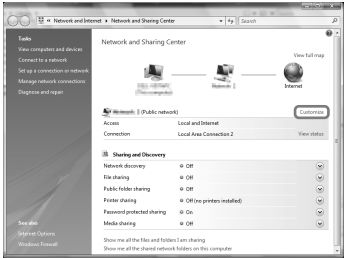 « Network and Internet ▸ Network and Sharing Center
Search
Tasks
View computers and devices
Connect to a network
Set up a connection or network
Manage network connections
Diagnose and repair
See also
Internet Options
Windows Firewall
Network and Sharing Center
View full map
(This computer)
Internet
(Public network)
Customize
Access Local and Internet
Connection Local Area Connection 2 View status
Sharing and Discovery
Network discovery Off
File sharing Off
Public folder sharing Off
Printer sharing Off (no printers installed)
Password protected sharing On
Media sharing Off
Show me all the files and folders I am sharing
Show me all the shared network folders on this computer